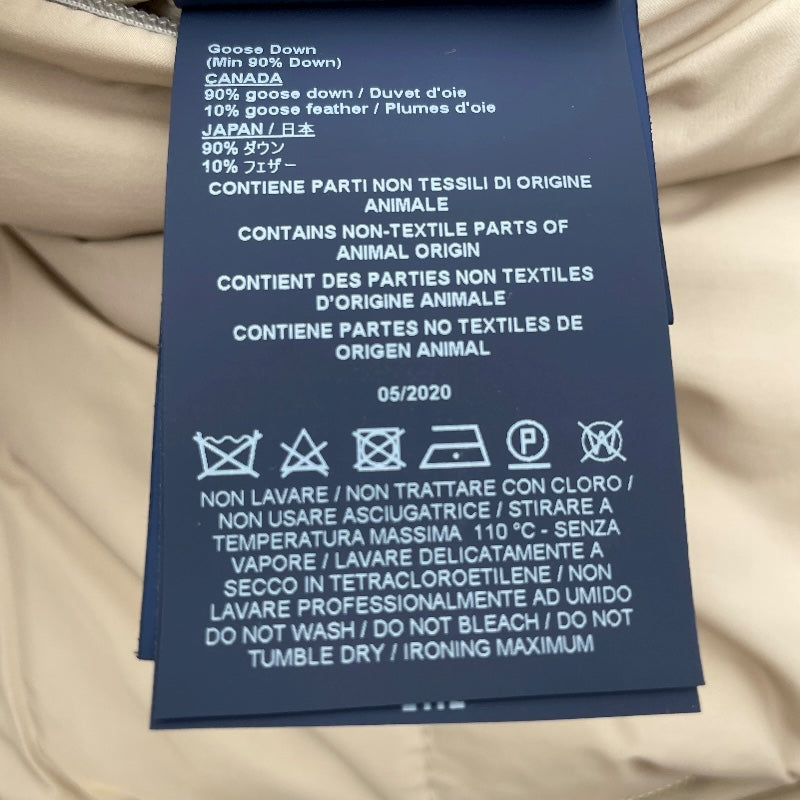 Goose Down
(Min 90% Down)
CANADA
90% goose down / Duvet d'oie
10% goose feather / Plumes d'oie
JAPAN / 日本
90% ダウン
10% フェザー
CONTIENE PARTI NON TESSILI DI ORIGINE
ANIMALE
CONTAINS NON-TEXTILE PARTS OF
ANIMAL ORIGIN
CONTIENT DES PARTIES NON TEXTILES
D'ORIGINE ANIMALE
CONTIENE PARTES NO TEXTILES DE
ORIGEN ANIMAL
05/2020
P W
NON LAVARE / NON TRATTARE CON CLORO /
NON USARE ASCIUGATRICE / STIRARE A
TEMPERATURA MASSIMA 110 °C - SENZA
VAPORE / LAVARE DELICATAMENTE A
SECCO IN TETRACLOROETILENE / NON
LAVARE PROFESSIONALMENTE AD UMIDO
DO NOT WASH / DO NOT BLEACH / DO NOT
TUMBLE DRY / IRONING MAXIMUM